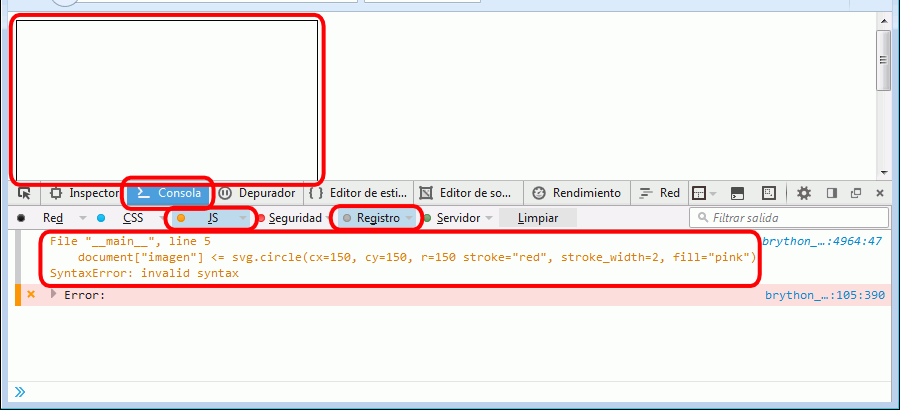 Inspector Consola Depurador { } Editor de esti... Editor de so... Rendimiento Red
Red CSS JS Seguridad Registro Servidor Limpiar Filtrar salida
File "__main__", line 5 brython_…:4964:47
document["imagen"] <= svg.circle(cx=150, cy=150, r=150 stroke="red", stroke_width=2, fill="pink")
SyntaxError: invalid syntax
Error: brython_…:105:390